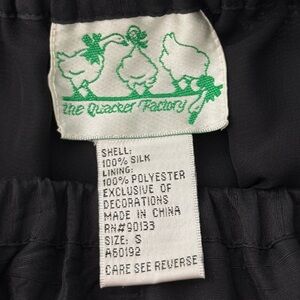 The Quacker Factory
SHELL:
100% SILK
LINING:
100% POLYESTER
EXCLUSIVE OF
DECORATIONS
MADE IN CHINA
RN#90133
SIZE: S
A60192
CARE SEE REVERSE